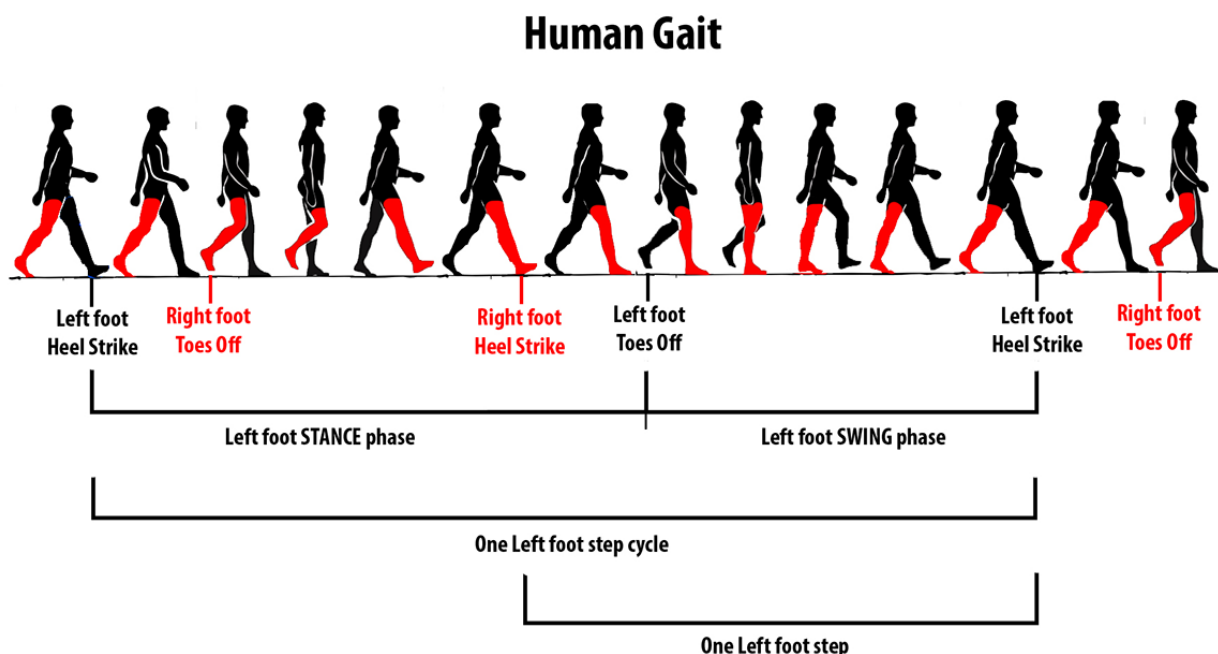 Human Gait
Left foot
Heel Strike
Right foot
Toes Off
Right foot
Heel Strike
Left foot
Toes Off
Left foot
Heel Strike
Right foot
Toes Off
Left foot STANCE phase
Left foot SWING phase
One Left foot step cycle
One Left foot step